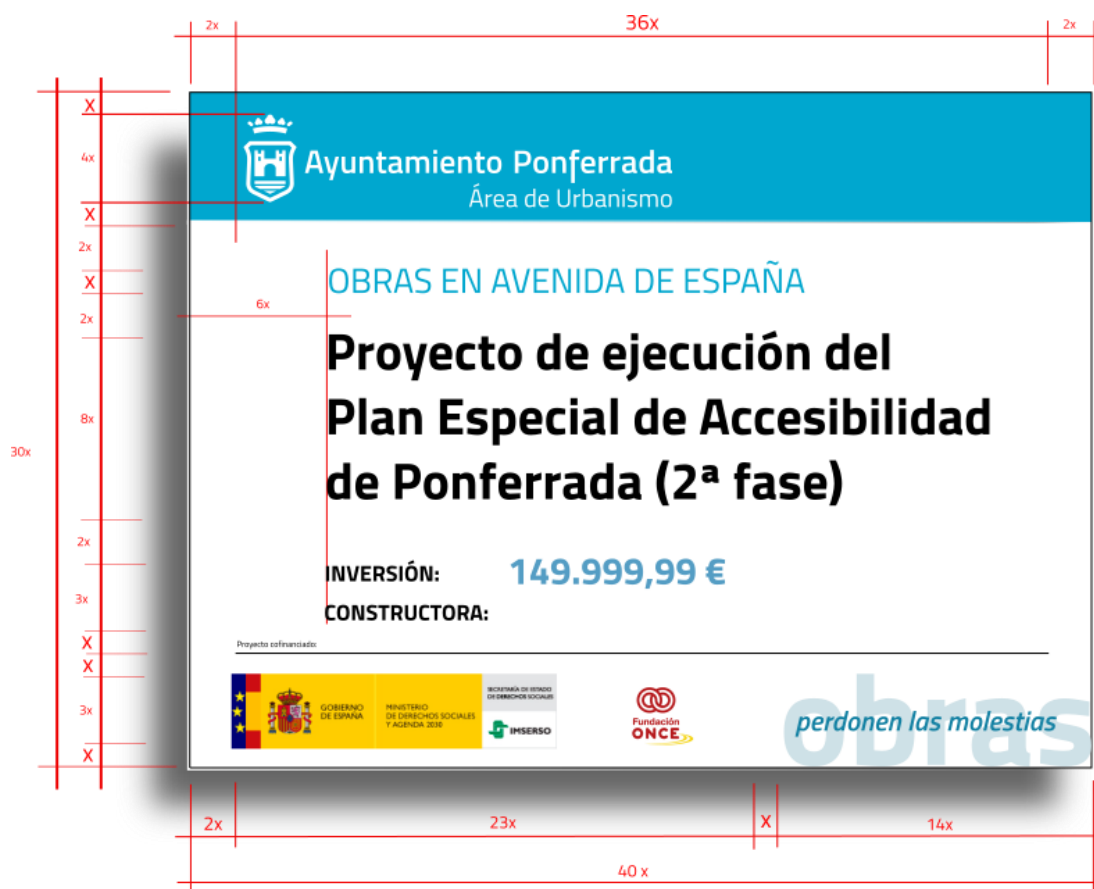 2x
36x
2x
X
4x
X
2x
X
2x
8x
30x
2x
3x
X
X
3x
X
Ayuntamiento Ponferrada
Área de Urbanismo
6x
OBRAS EN AVENIDA DE ESPAÑA
Proyecto de ejecución del
Plan Especial de Accesibilidad
de Ponferrada (2ª fase)
INVERSIÓN: 149.999,99 €
CONSTRUCTORA:
Proyecto cofinanciado:
GOBIERNO
DE ESPAÑA
MINISTERIO
DE DERECHOS SOCIALES
Y AGENDA 2030
SECRETARÍA DE ESTADO
DE DERECHOS SOCIALES
IMSERSO
Fundación
ONCE
obras
perdonen las molestias
2x
23x
X
14x
40 x